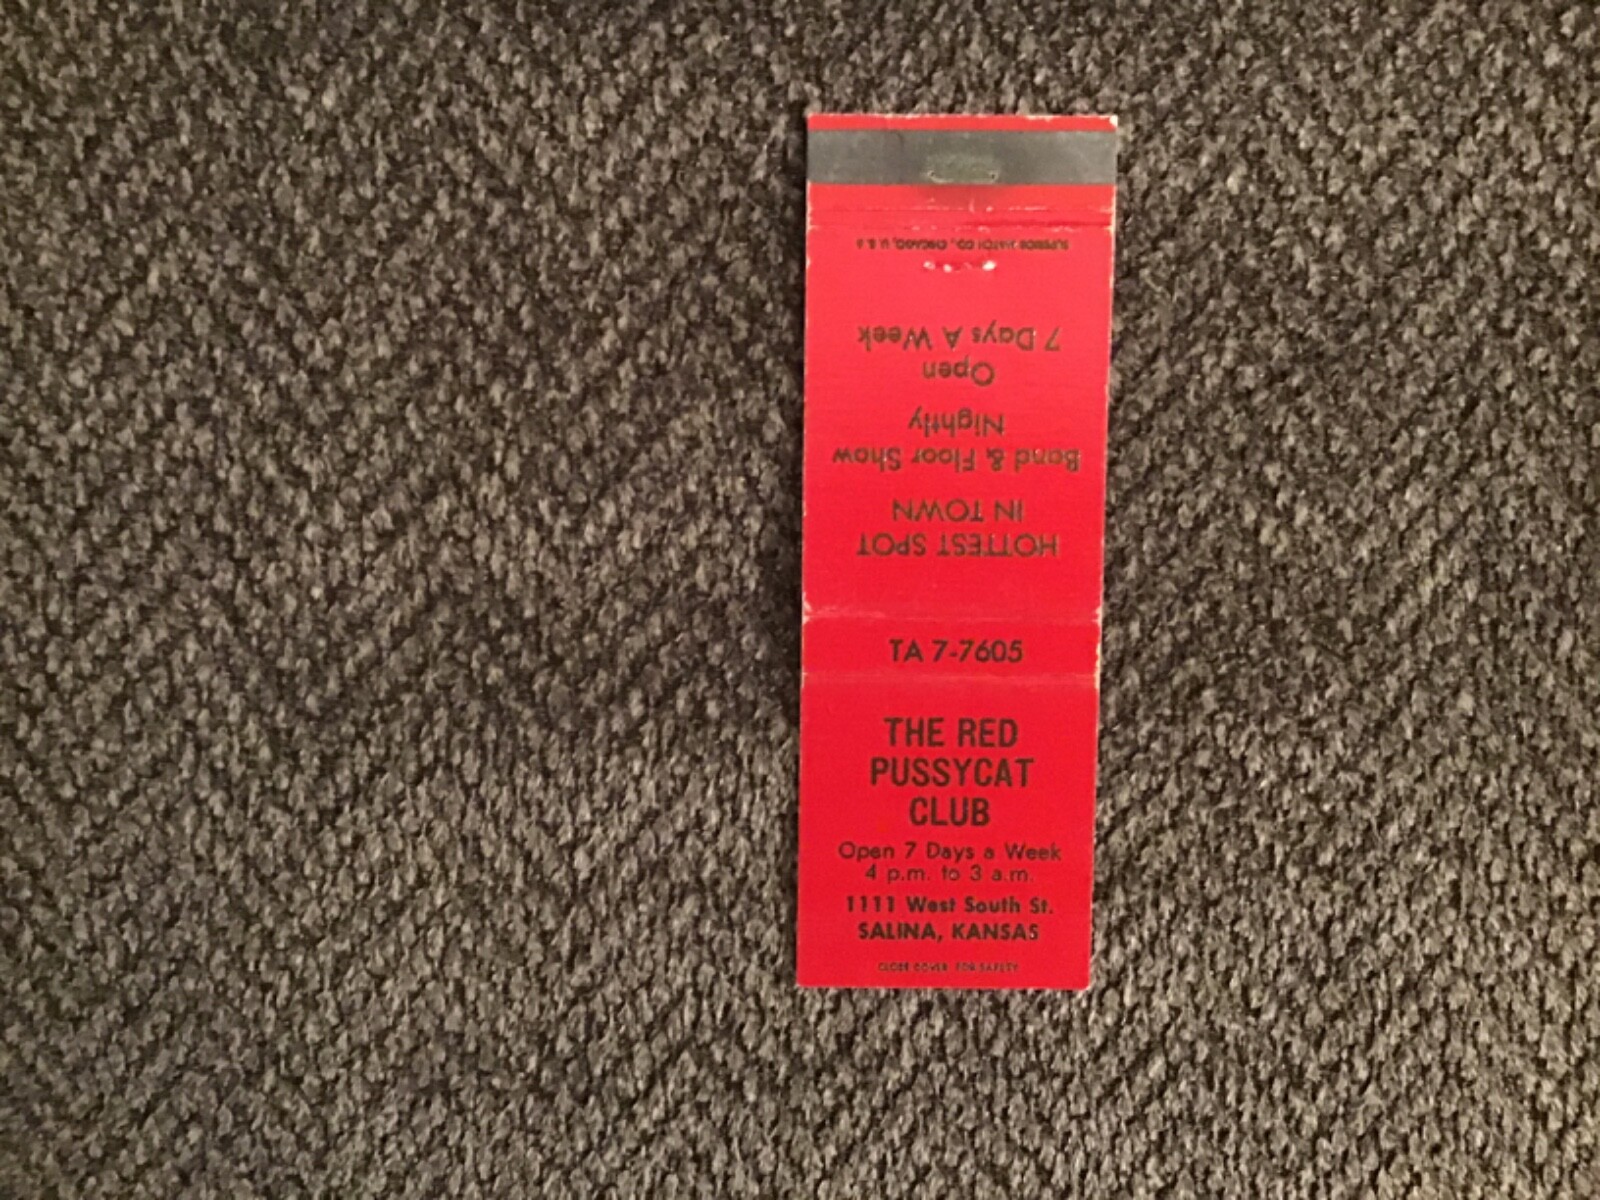 THE RED
PUSSYCAT
CLUB
Open 7 Days a Week
4 p.m. to 3 a.m.
1111 West South St.
SALINA, KANSAS
CLOSE COVER FOR SAFETY
TA 7-7605
HOTTEST SPOT
IN TOWN
Band & Floor Show
Nightly
Open
7 Days A Week
SUPERIOR MATCH CO., CHICAGO, U.S.A